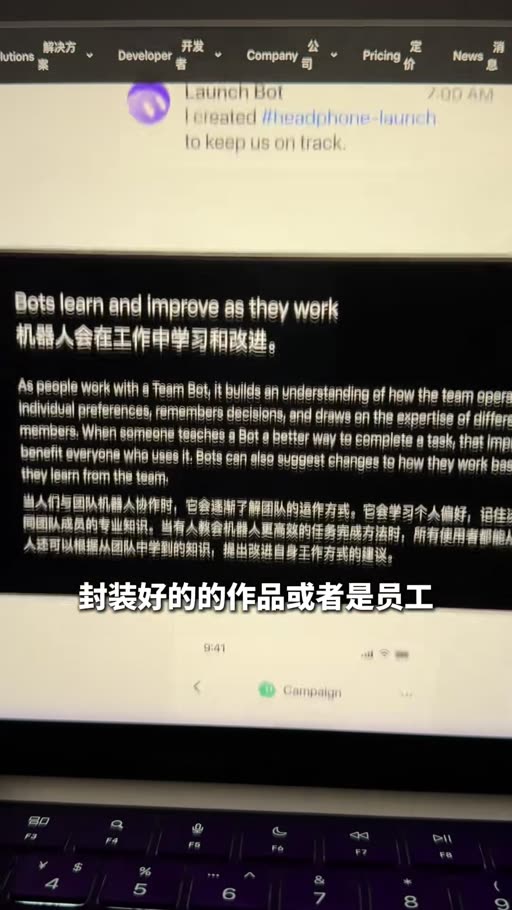 lutions 解决方案
Developer 开发者
Company 公司
Pricing 定价
News 消息
Launch Bot 7:00 AM
I created #headphone-launch
to keep us on track.
Bots learn and improve as they work
机器人会在工作中学习和改进。
As people work with a Team Bot, it builds an understanding of how the team opera
individual preferences, remembers decisions, and draws on the expertise of differe
members. When someone teaches a Bot a better way to complete a task, that imp
benefit everyone who uses it. Bots can also suggest changes to how they work bas
they learn from the team.
当人们与团队机器人协作时，它会逐渐了解团队的运作方式。它会学习个人偏好，记住
同团队成员的专业知识。当有人教会机器人更高效的任务完成方法时，所有使用者都能
人还可以根据从团队中学到的知识，提出改进自身工作方式的建议。
封装好的的作品或者是员工
9:41
Campaign
F3 F4 F5 F6 F7 F8
¥ $ % … ^ & * (
4 5 6 7 8 9